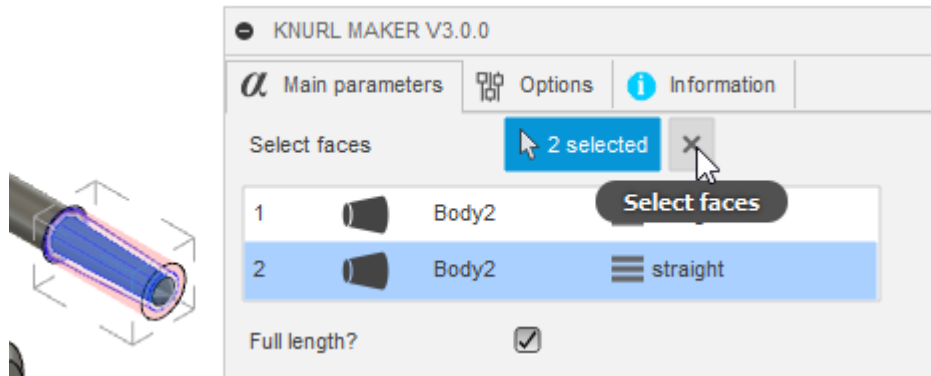 KNURL MAKER V3.0.0
α Main parameters Options i Information
Select faces 2 selected
Select faces
1 Body2
2 Body2 straight
Full length?